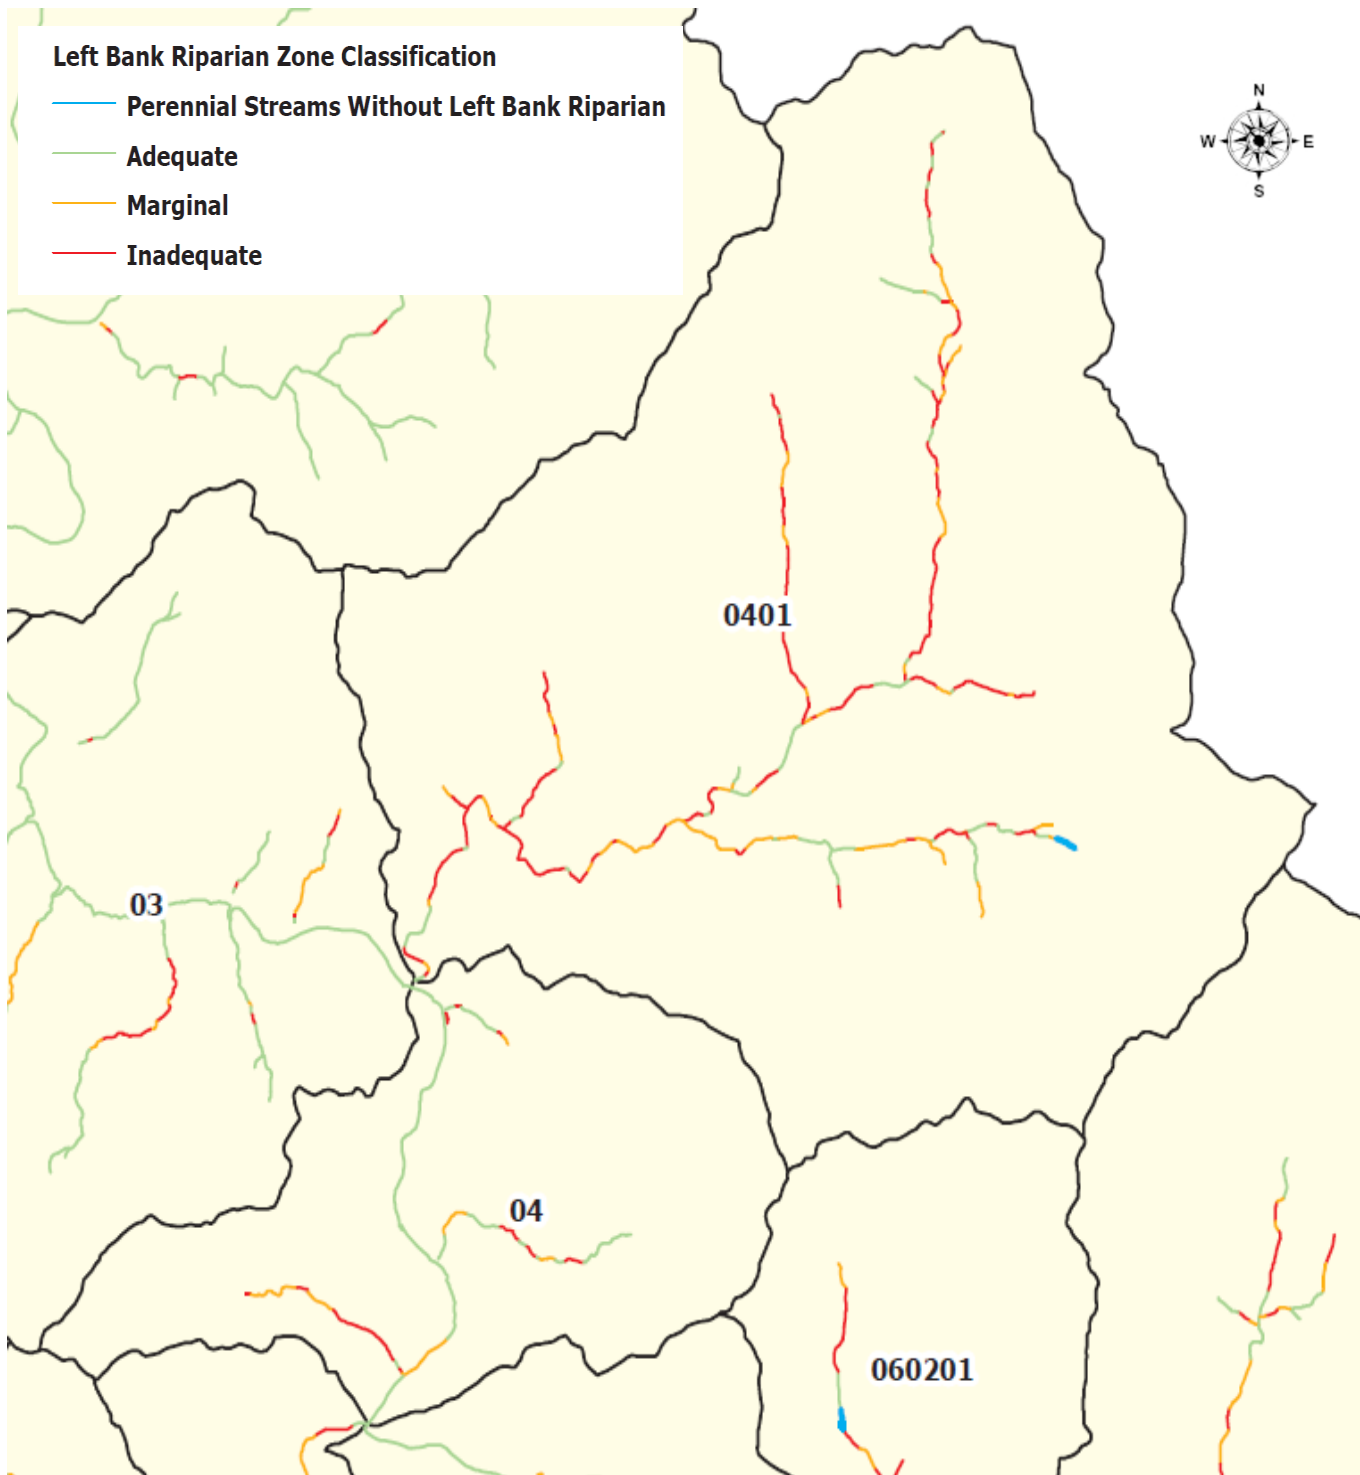 Left Bank Riparian Zone Classification
Perennial Streams Without Left Bank Riparian
Adequate
Marginal
Inadequate
N
W E
S
0401
03
04
060201